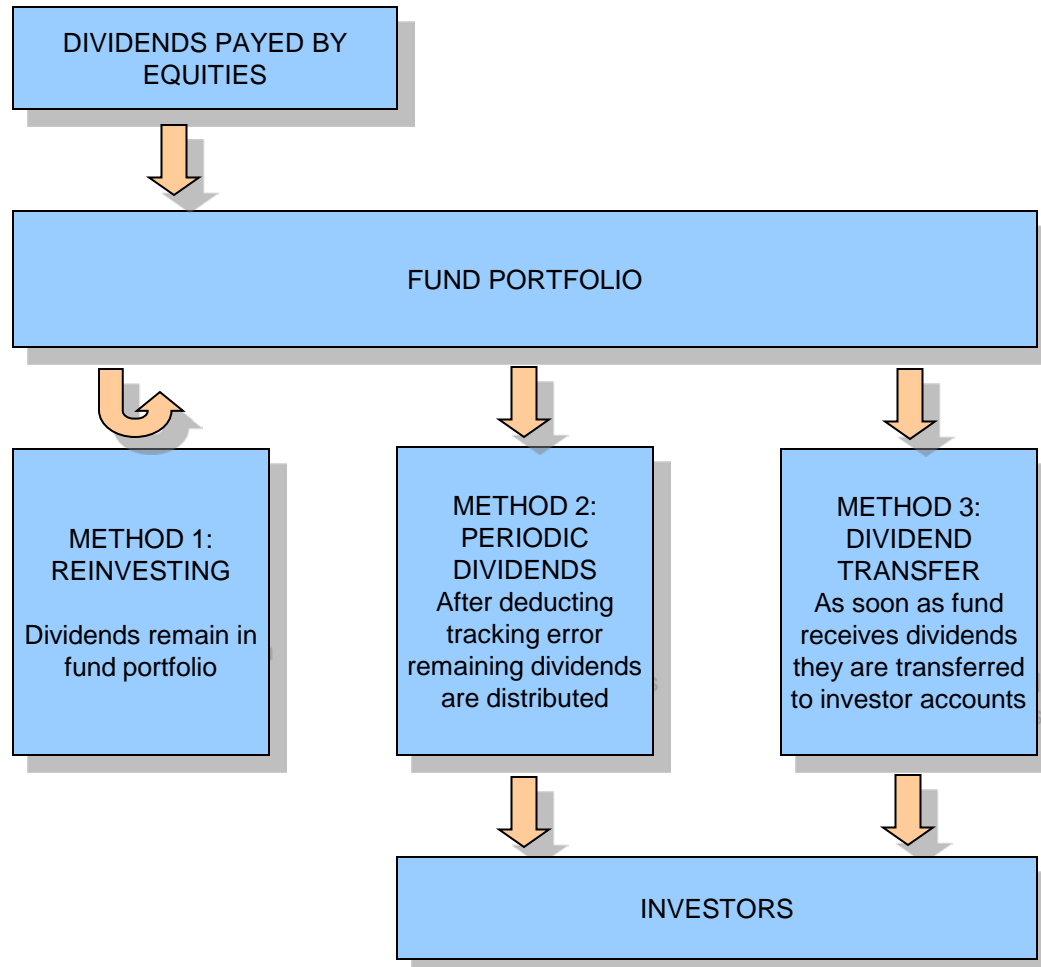 DIVIDENDS PAYED BY
EQUITIES
FUND PORTFOLIO
METHOD 1:
REINVESTING
Dividends remain in
fund portfolio
METHOD 2:
PERIODIC
DIVIDENDS
After deducting
tracking error
remaining dividends
are distributed
METHOD 3:
DIVIDEND
TRANSFER
As soon as fund
receives dividends
they are transferred
to investor accounts
INVESTORS